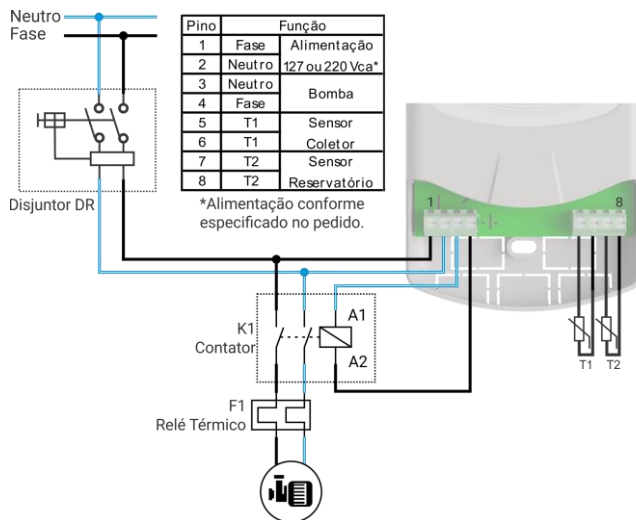 Neutro
Fase
Pino Função
1 Fase Alimentação
2 Neutro 127 ou 220 Vca*
3 Neutro Bomba
4 Fase
5 T1 Sensor
6 T1 Coletor
7 T2 Sensor
8 T2 Reservatório
*Alimentação conforme
especificado no pedido.
Disjuntor DR
1
8
K1
Contator
A1
A2
F1
Relé Térmico
T1
T2